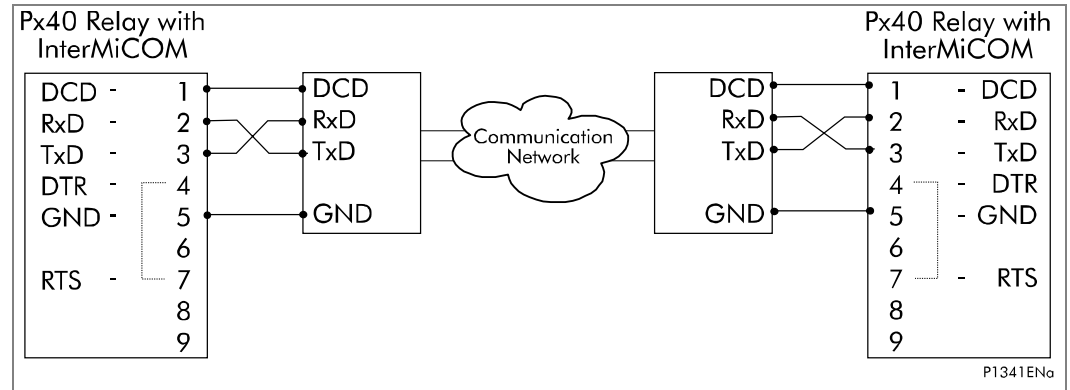 Px40 Relay with
InterMiCOM
DCD - 1
RxD - 2
TxD - 3
DTR - 4
GND - 5
6
RTS - 7
8
9
DCD
RxD
TxD
GND
Communication
Network
DCD
RxD
TxD
GND
Px40 Relay with
InterMiCOM
1 - DCD
2 - RxD
3 - TxD
4 - DTR
5 - GND
6
7 - RTS
8
9
P1341ENa